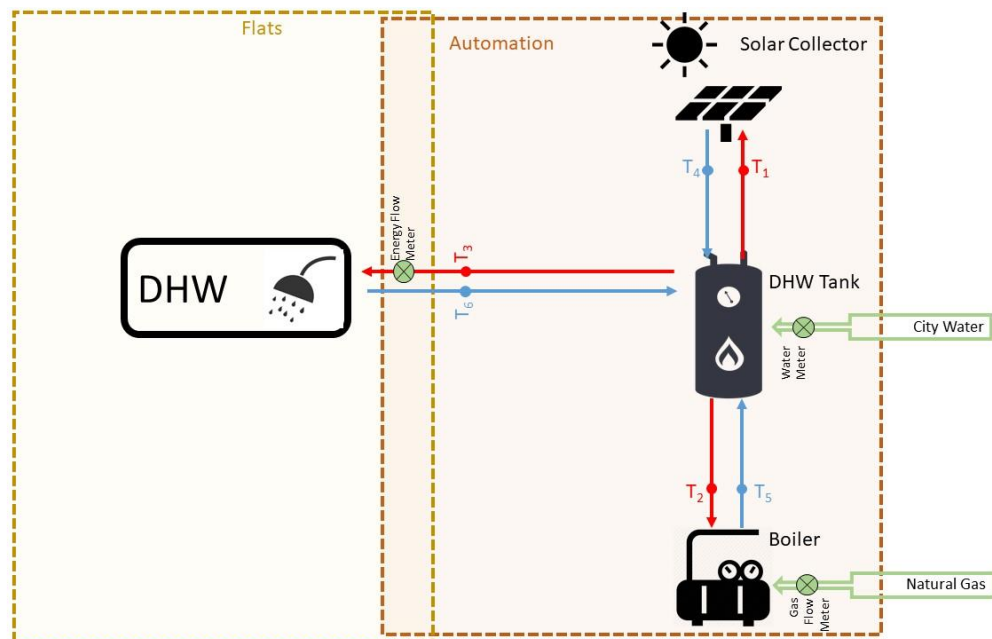 Flats
Automation
Solar Collector
T4
T1
Energy Flow
Meter
T3
DHW
T6
DHW Tank
City Water
Water
Meter
T2
T5
Boiler
Natural Gas
Gas
Flow
Meter